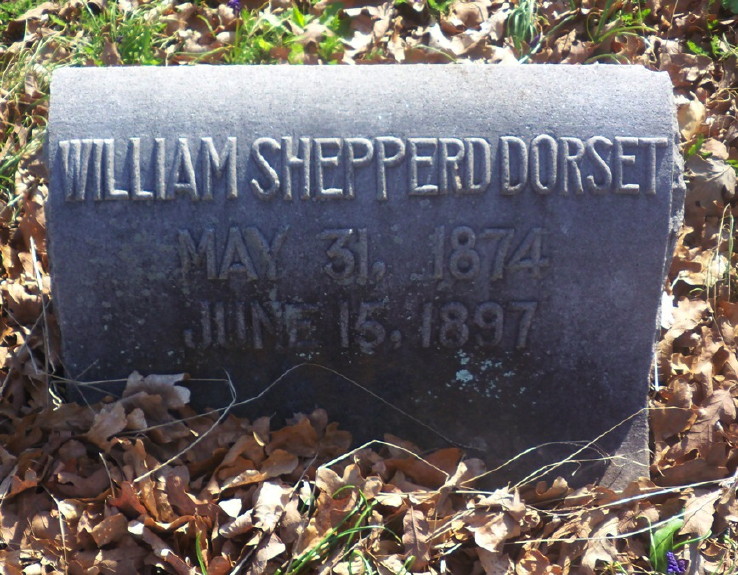 WILLIAM SHEPPERD DORSET
MAY 31, 1874
JUNE 15, 1897